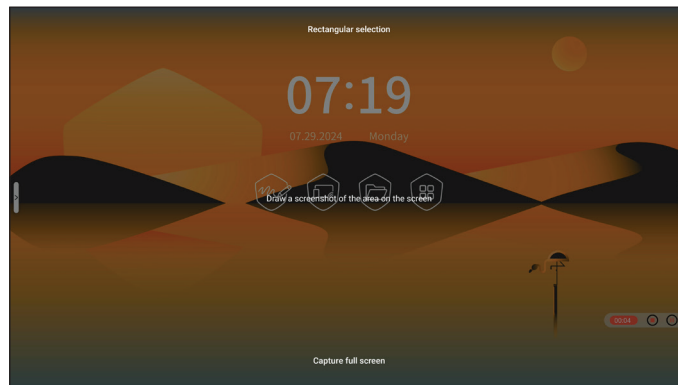 Rectangular selection
07:19
07.29.2024 Monday
Draw a screenshot of the area on the screen
00:04
Capture full screen